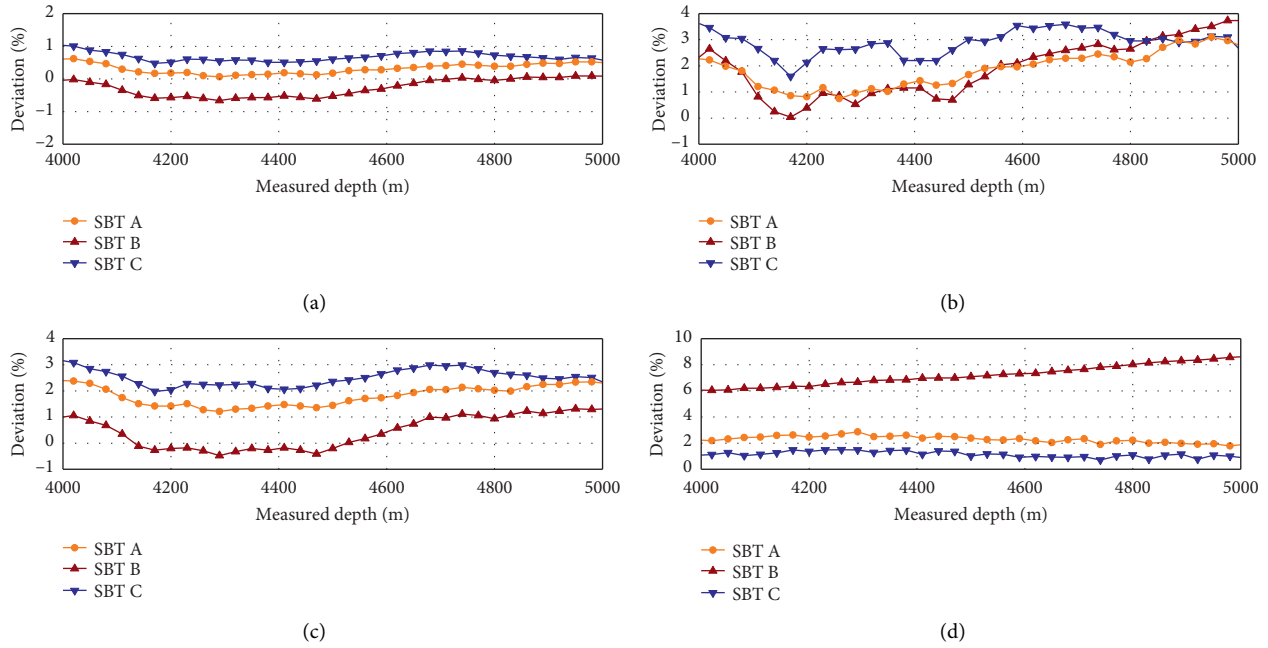 2
1
0
−1
−2
Deviation (%)
4000 4200 4400 4600 4800 5000
Measured depth (m)
SBT A
SBT B
SBT C
(a)
4
3
2
1
0
−1
Deviation (%)
4000 4200 4400 4600 4800 5000
Measured depth (m)
SBT A
SBT B
SBT C
(b)
4
3
2
1
0
−1
Deviation (%)
4000 4200 4400 4600 4800 5000
Measured depth (m)
SBT A
SBT B
SBT C
(c)
10
8
6
4
2
0
Deviation (%)
4000 4200 4400 4600 4800 5000
Measured depth (m)
SBT A
SBT B
SBT C
(d)